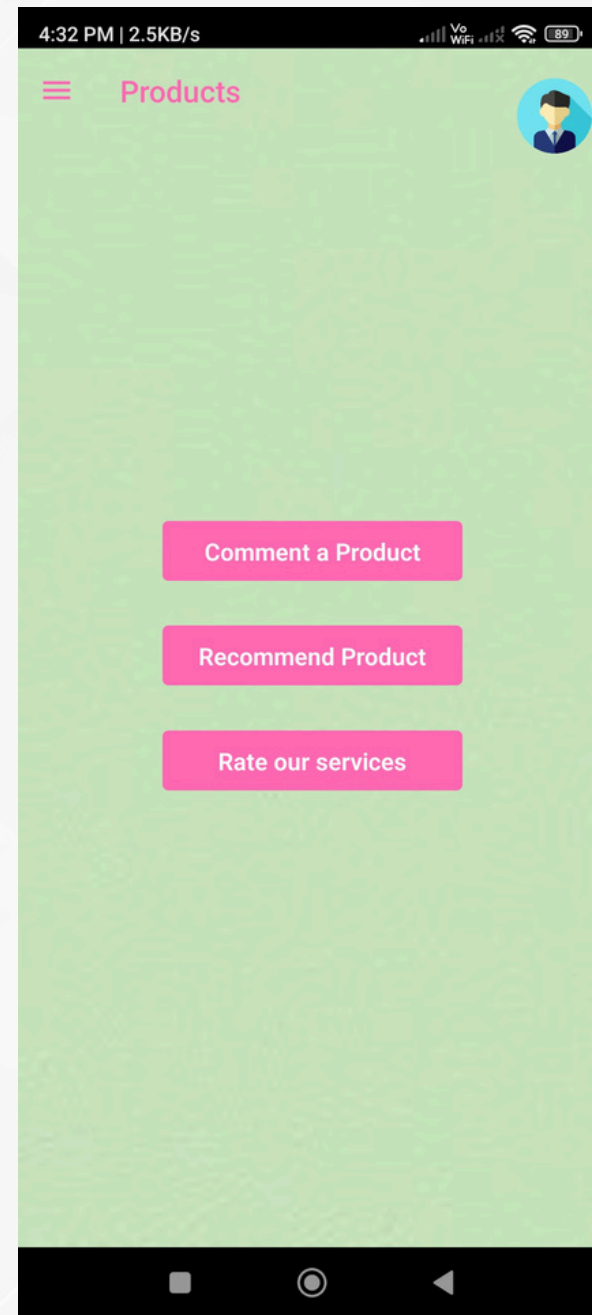 4:32 PM | 2.5KB/s
Vo
WiFi
89
Products
Comment a Product
Recommend Product
Rate our services